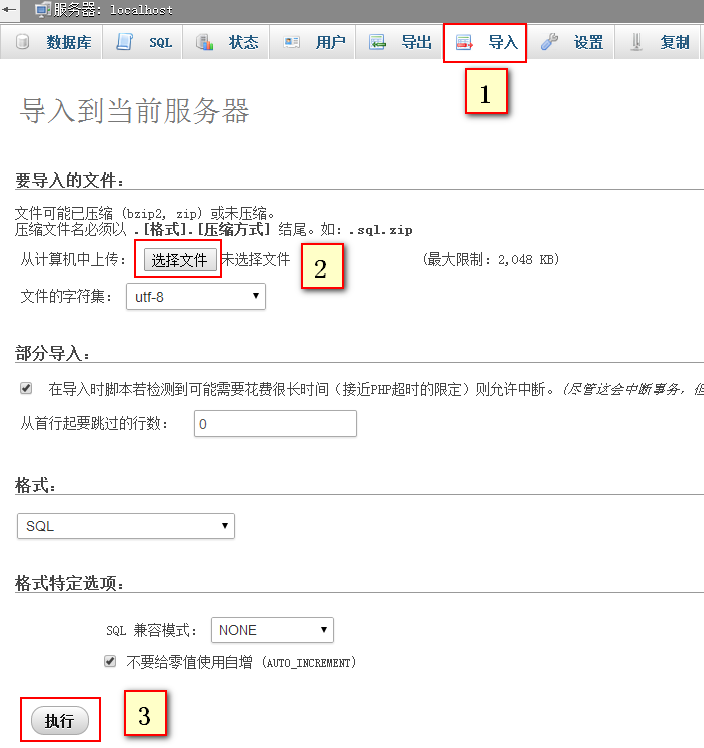 服务器: localhost
数据库 SQL 状态 用户 导出 导入 设置 复制
1
导入到当前服务器
要导入的文件:
文件可能已压缩 (bzip2, zip) 或未压缩。
压缩文件名必须以 .[格式].[压缩方式] 结尾。如: .sql.zip
从计算机中上传: 选择文件 未选择文件 (最大限制: 2,048 KB)
2
文件的字符集: utf-8
部分导入:
在导入时脚本若检测到可能需要花费很长时间 (接近PHP超时的限定) 则允许中断。(尽管这会中断事务, 但
从首行起要跳过的行数: 0
格式:
SQL
格式特定选项:
SQL 兼容模式: NONE
不要给零值使用自增 (AUTO_INCREMENT)
执行
3